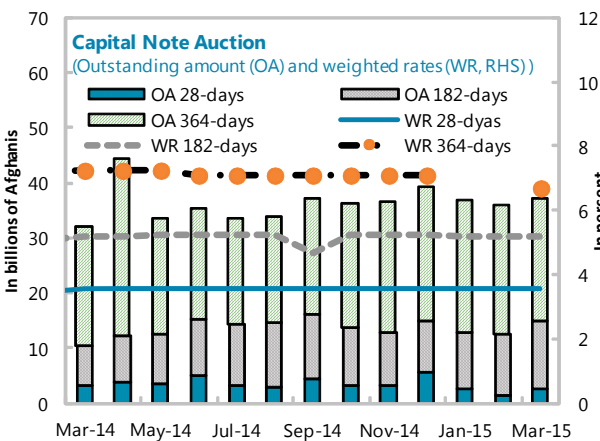 Capital Note Auction
(Outstanding amount (OA) and weighted rates (WR, RHS) )
OA 28-days
OA 182-days
OA 364-days
WR 28-dyas
WR 182-days
WR 364-days
In billions of Afghanis
70
60
50
40
30
20
10
0
12
10
8
6
4
2
0
In percent
Mar-14 May-14 Jul-14 Sep-14 Nov-14 Jan-15 Mar-15